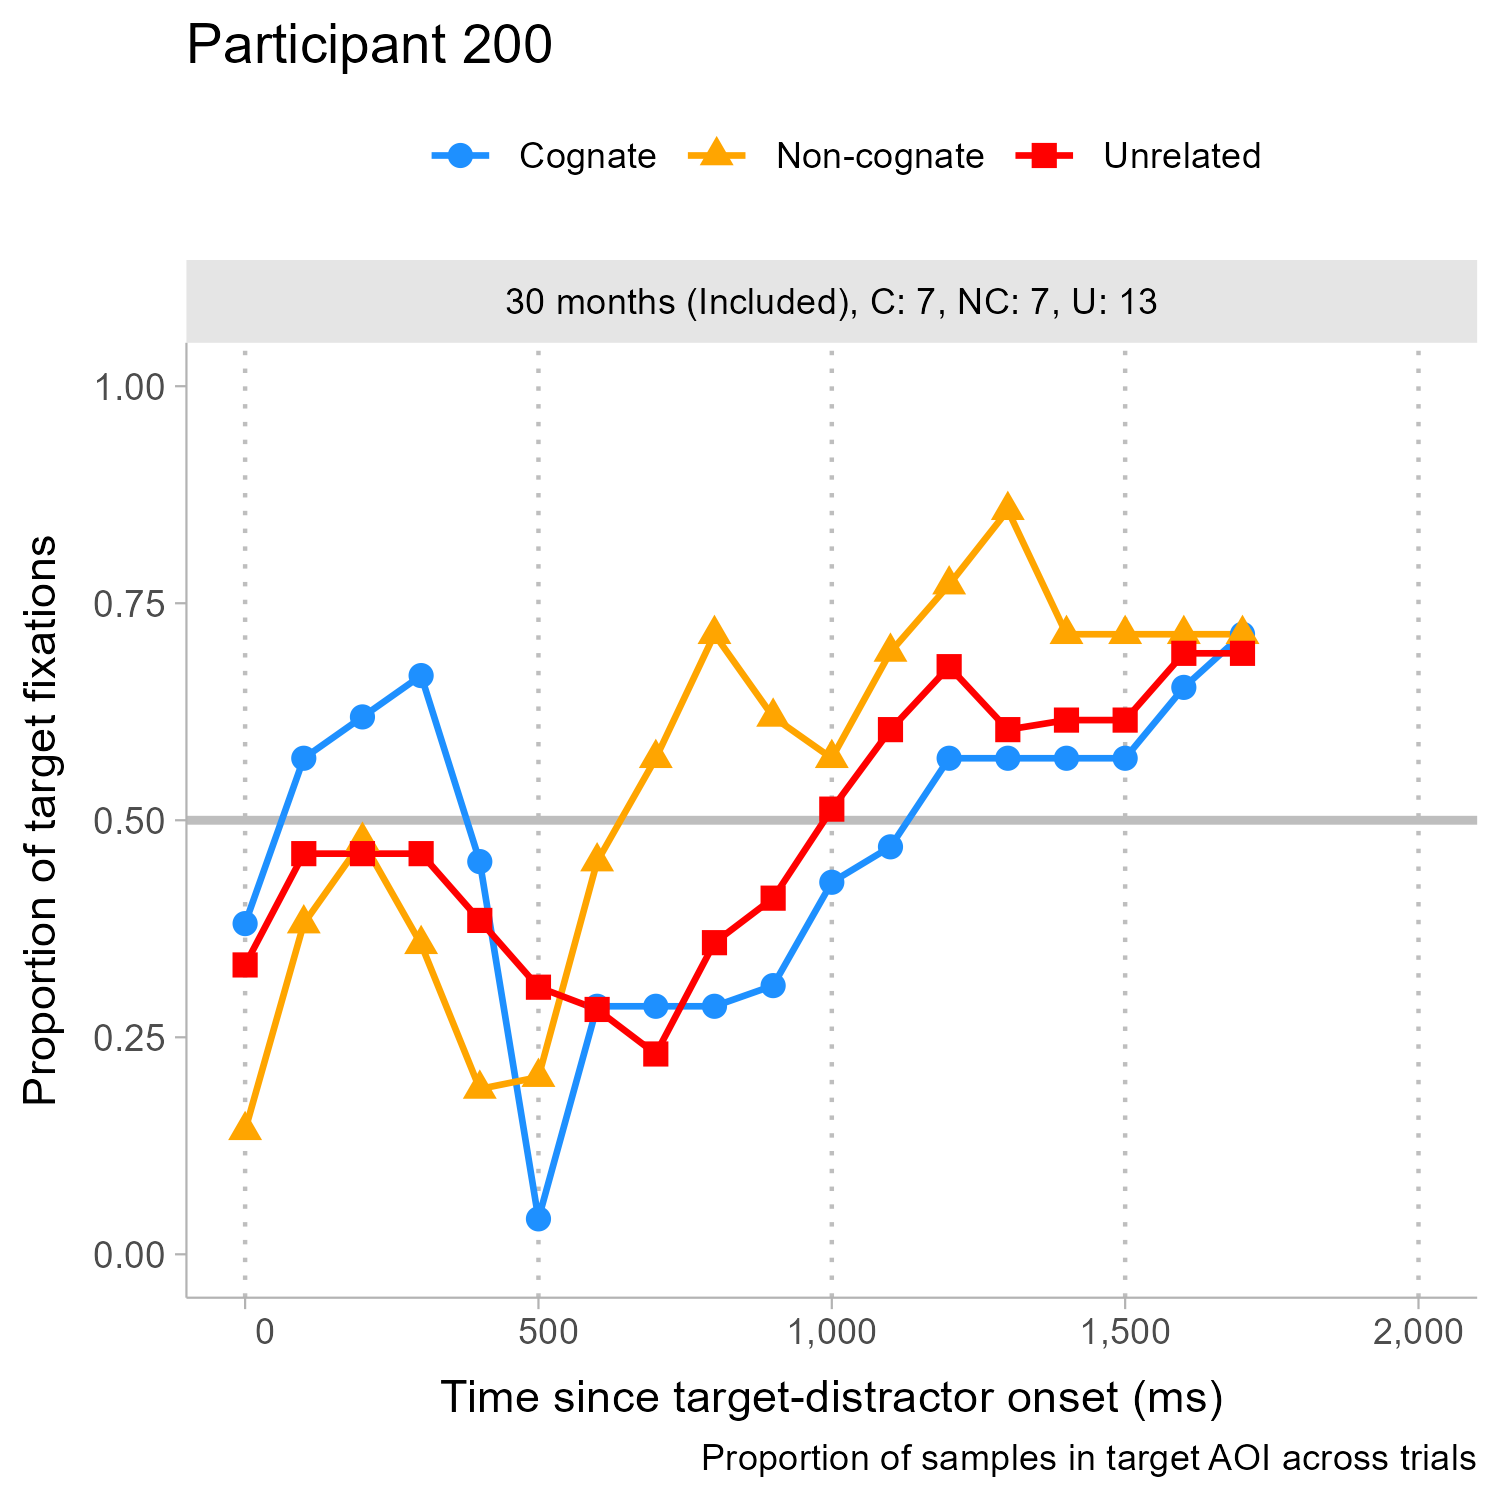 Participant 200
Cognate Non-cognate Unrelated
30 months (Included), C: 7, NC: 7, U: 13
Proportion of target fixations
1.00
0.75
0.50
0.25
0.00
0 500 1,000 1,500 2,000
Time since target-distractor onset (ms)
Proportion of samples in target AOI across trials